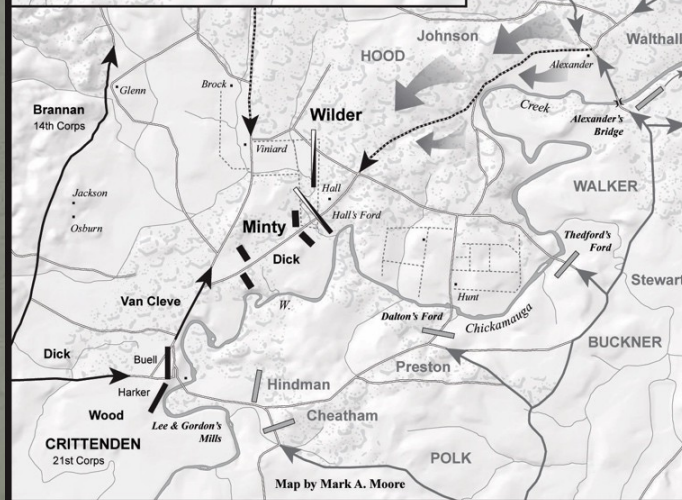 Johnson
Walthall
HOOD
Alexander
Glenn
Brock
Brannan
14th Corps
Creek
Wilder
Alexander's
Bridge
Viniard
WALKER
Jackson
Hall
Osburn
Hall's Ford
Minty
Thedford's
Ford
Dick
Stewart
Van Cleve
W.
Hunt
Dalton's Ford
Chickamauga
BUCKNER
Dick
Buell
Preston
Harker
Hindman
Wood
Cheatham
Lee & Gordon's
Mills
CRITTENDEN
21st Corps
POLK
Map by Mark A. Moore